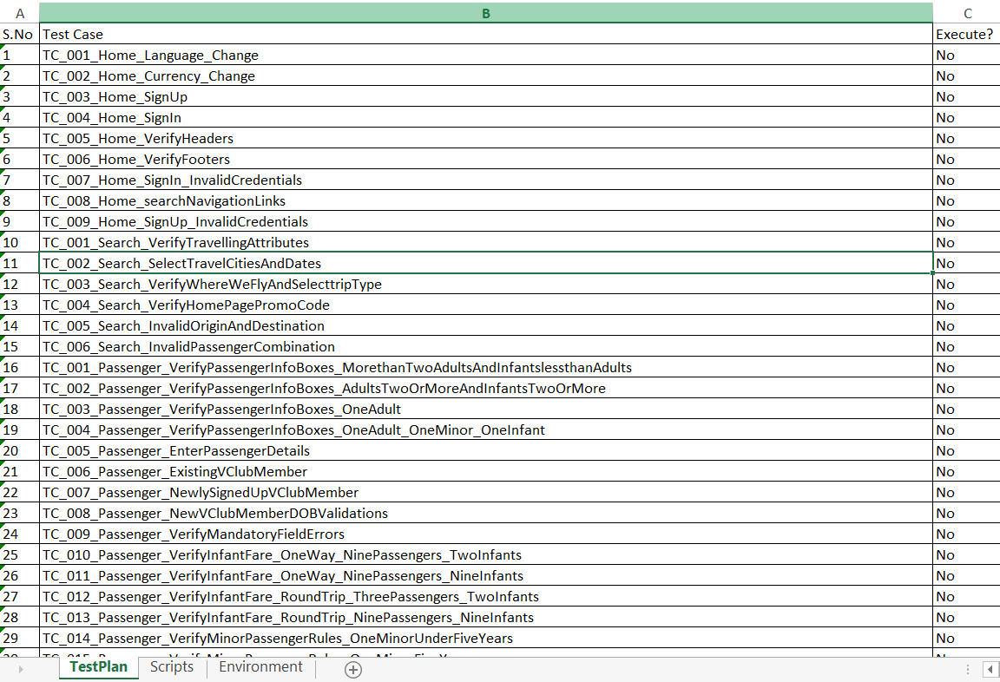 A B C
S.No Test Case Execute?
1 TC_001_Home_Language_Change No
2 TC_002_Home_Currency_Change No
3 TC_003_Home_SignUp No
4 TC_004_Home_SignIn No
5 TC_005_Home_VerifyHeaders No
6 TC_006_Home_VerifyFooters No
7 TC_007_Home_SignIn_InvalidCredentials No
8 TC_008_Home_searchNavigationLinks No
9 TC_009_Home_SignUp_InvalidCredentials No
10 TC_001_Search_VerifyTravellingAttributes No
11 TC_002_Search_SelectTravelCitiesAndDates No
12 TC_003_Search_VerifyWhereWeFlyAndSelecttripType No
13 TC_004_Search_VerifyHomePagePromoCode No
14 TC_005_Search_InvalidOriginAndDestination No
15 TC_006_Search_InvalidPassengerCombination No
16 TC_001_Passenger_VerifyPassengerInfoBoxes_MorethanTwoAdultsAndInfantslessthanAdults No
17 TC_002_Passenger_VerifyPassengerInfoBoxes_AdultsTwoOrMoreAndInfantsTwoOrMore No
18 TC_003_Passenger_VerifyPassengerInfoBoxes_OneAdult No
19 TC_004_Passenger_VerifyPassengerInfoBoxes_OneAdult_OneMinor_OneInfant No
20 TC_005_Passenger_EnterPassengerDetails No
21 TC_006_Passenger_ExistingVClubMember No
22 TC_007_Passenger_NewlySignedUpVClubMember No
23 TC_008_Passenger_NewVClubMemberDOBValidations No
24 TC_009_Passenger_VerifyMandatoryFieldErrors No
25 TC_010_Passenger_VerifyInfantFare_OneWay_NinePassengers_TwoInfants No
26 TC_011_Passenger_VerifyInfantFare_OneWay_NinePassengers_NineInfants No
27 TC_012_Passenger_VerifyInfantFare_RoundTrip_ThreePassengers_TwoInfants No
28 TC_013_Passenger_VerifyInfantFare_RoundTrip_NinePassengers_NineInfants No
29 TC_014_Passenger_VerifyMinorPassengerRules_OneMinorUnderFiveYears No
TestPlan Scripts Environment